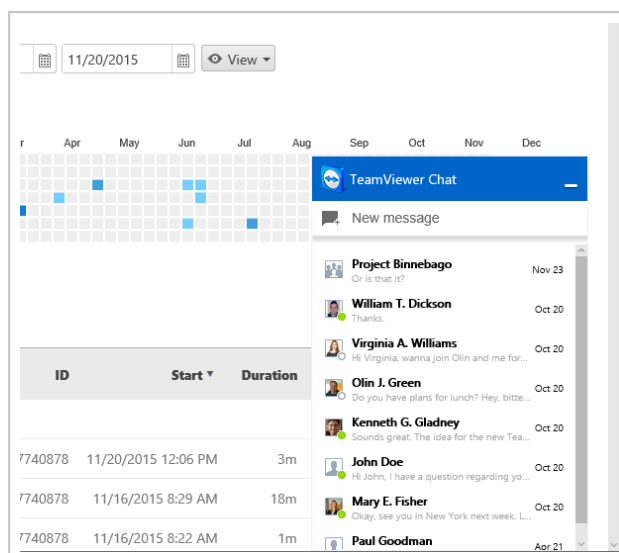 11/20/2015 View
r Apr May Jun Jul Aug Sep Oct Nov Dec
TeamViewer Chat
New message
Project Binnebago Nov 23
Or is that it?
William T. Dickson Oct 20
Thanks.
Virginia A. Williams Oct 20
Hi Virginia, wanna join Olin and me for...
Olin J. Green Oct 20
Do you have plans for lunch? Hey, bitte...
Kenneth G. Gladney Oct 20
Sounds great. The idea for the new Tea...
John Doe Oct 20
Hi John, I have a question regarding yo...
Mary E. Fisher Oct 20
Okay, see you in New York next week. L...
Paul Goodman Apr 21
ID Start Duration
7740878 11/20/2015 12:06 PM 3m
7740878 11/16/2015 8:29 AM 18m
7740878 11/16/2015 8:22 AM 1m